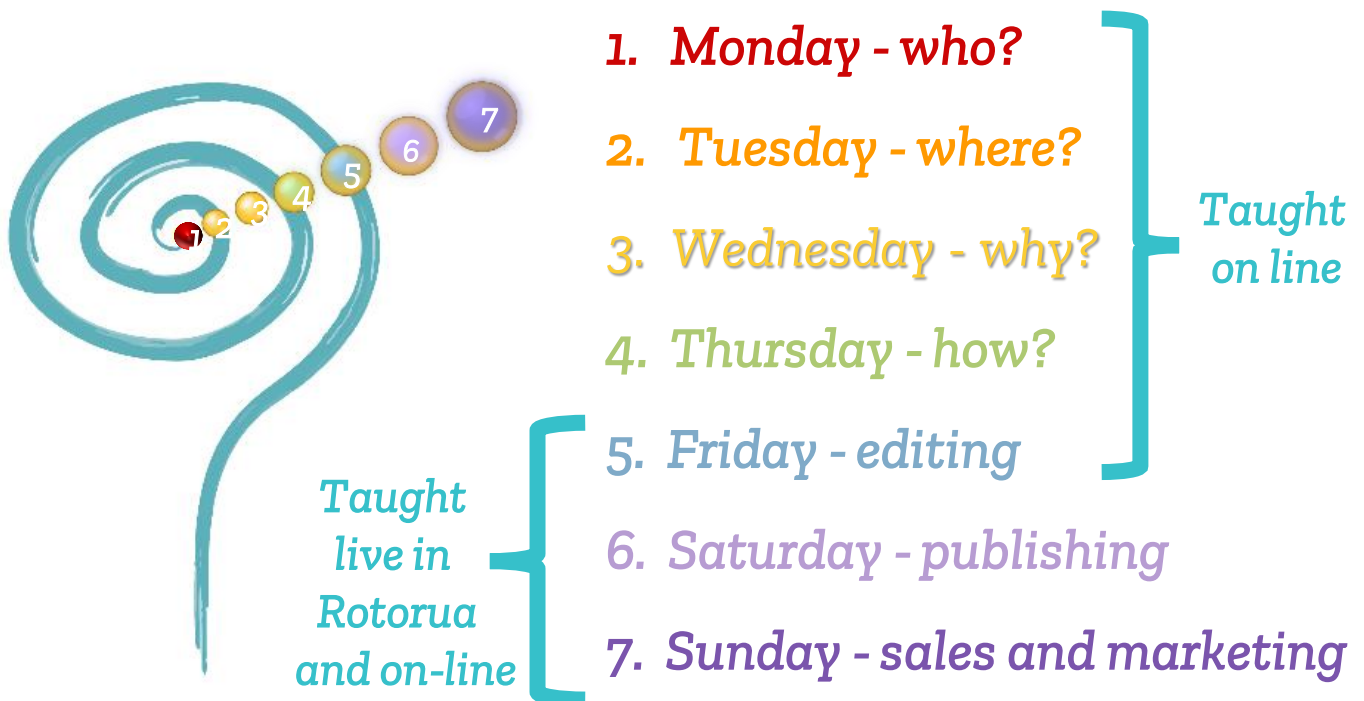 1. Monday - who?
2. Tuesday - where?
3. Wednesday - why?
4. Thursday - how?
5. Friday - editing
6. Saturday - publishing
7. Sunday - sales and marketing
Taught
on line
Taught
live in
Rotorua
and on-line
1
2
3
4
5
6
7